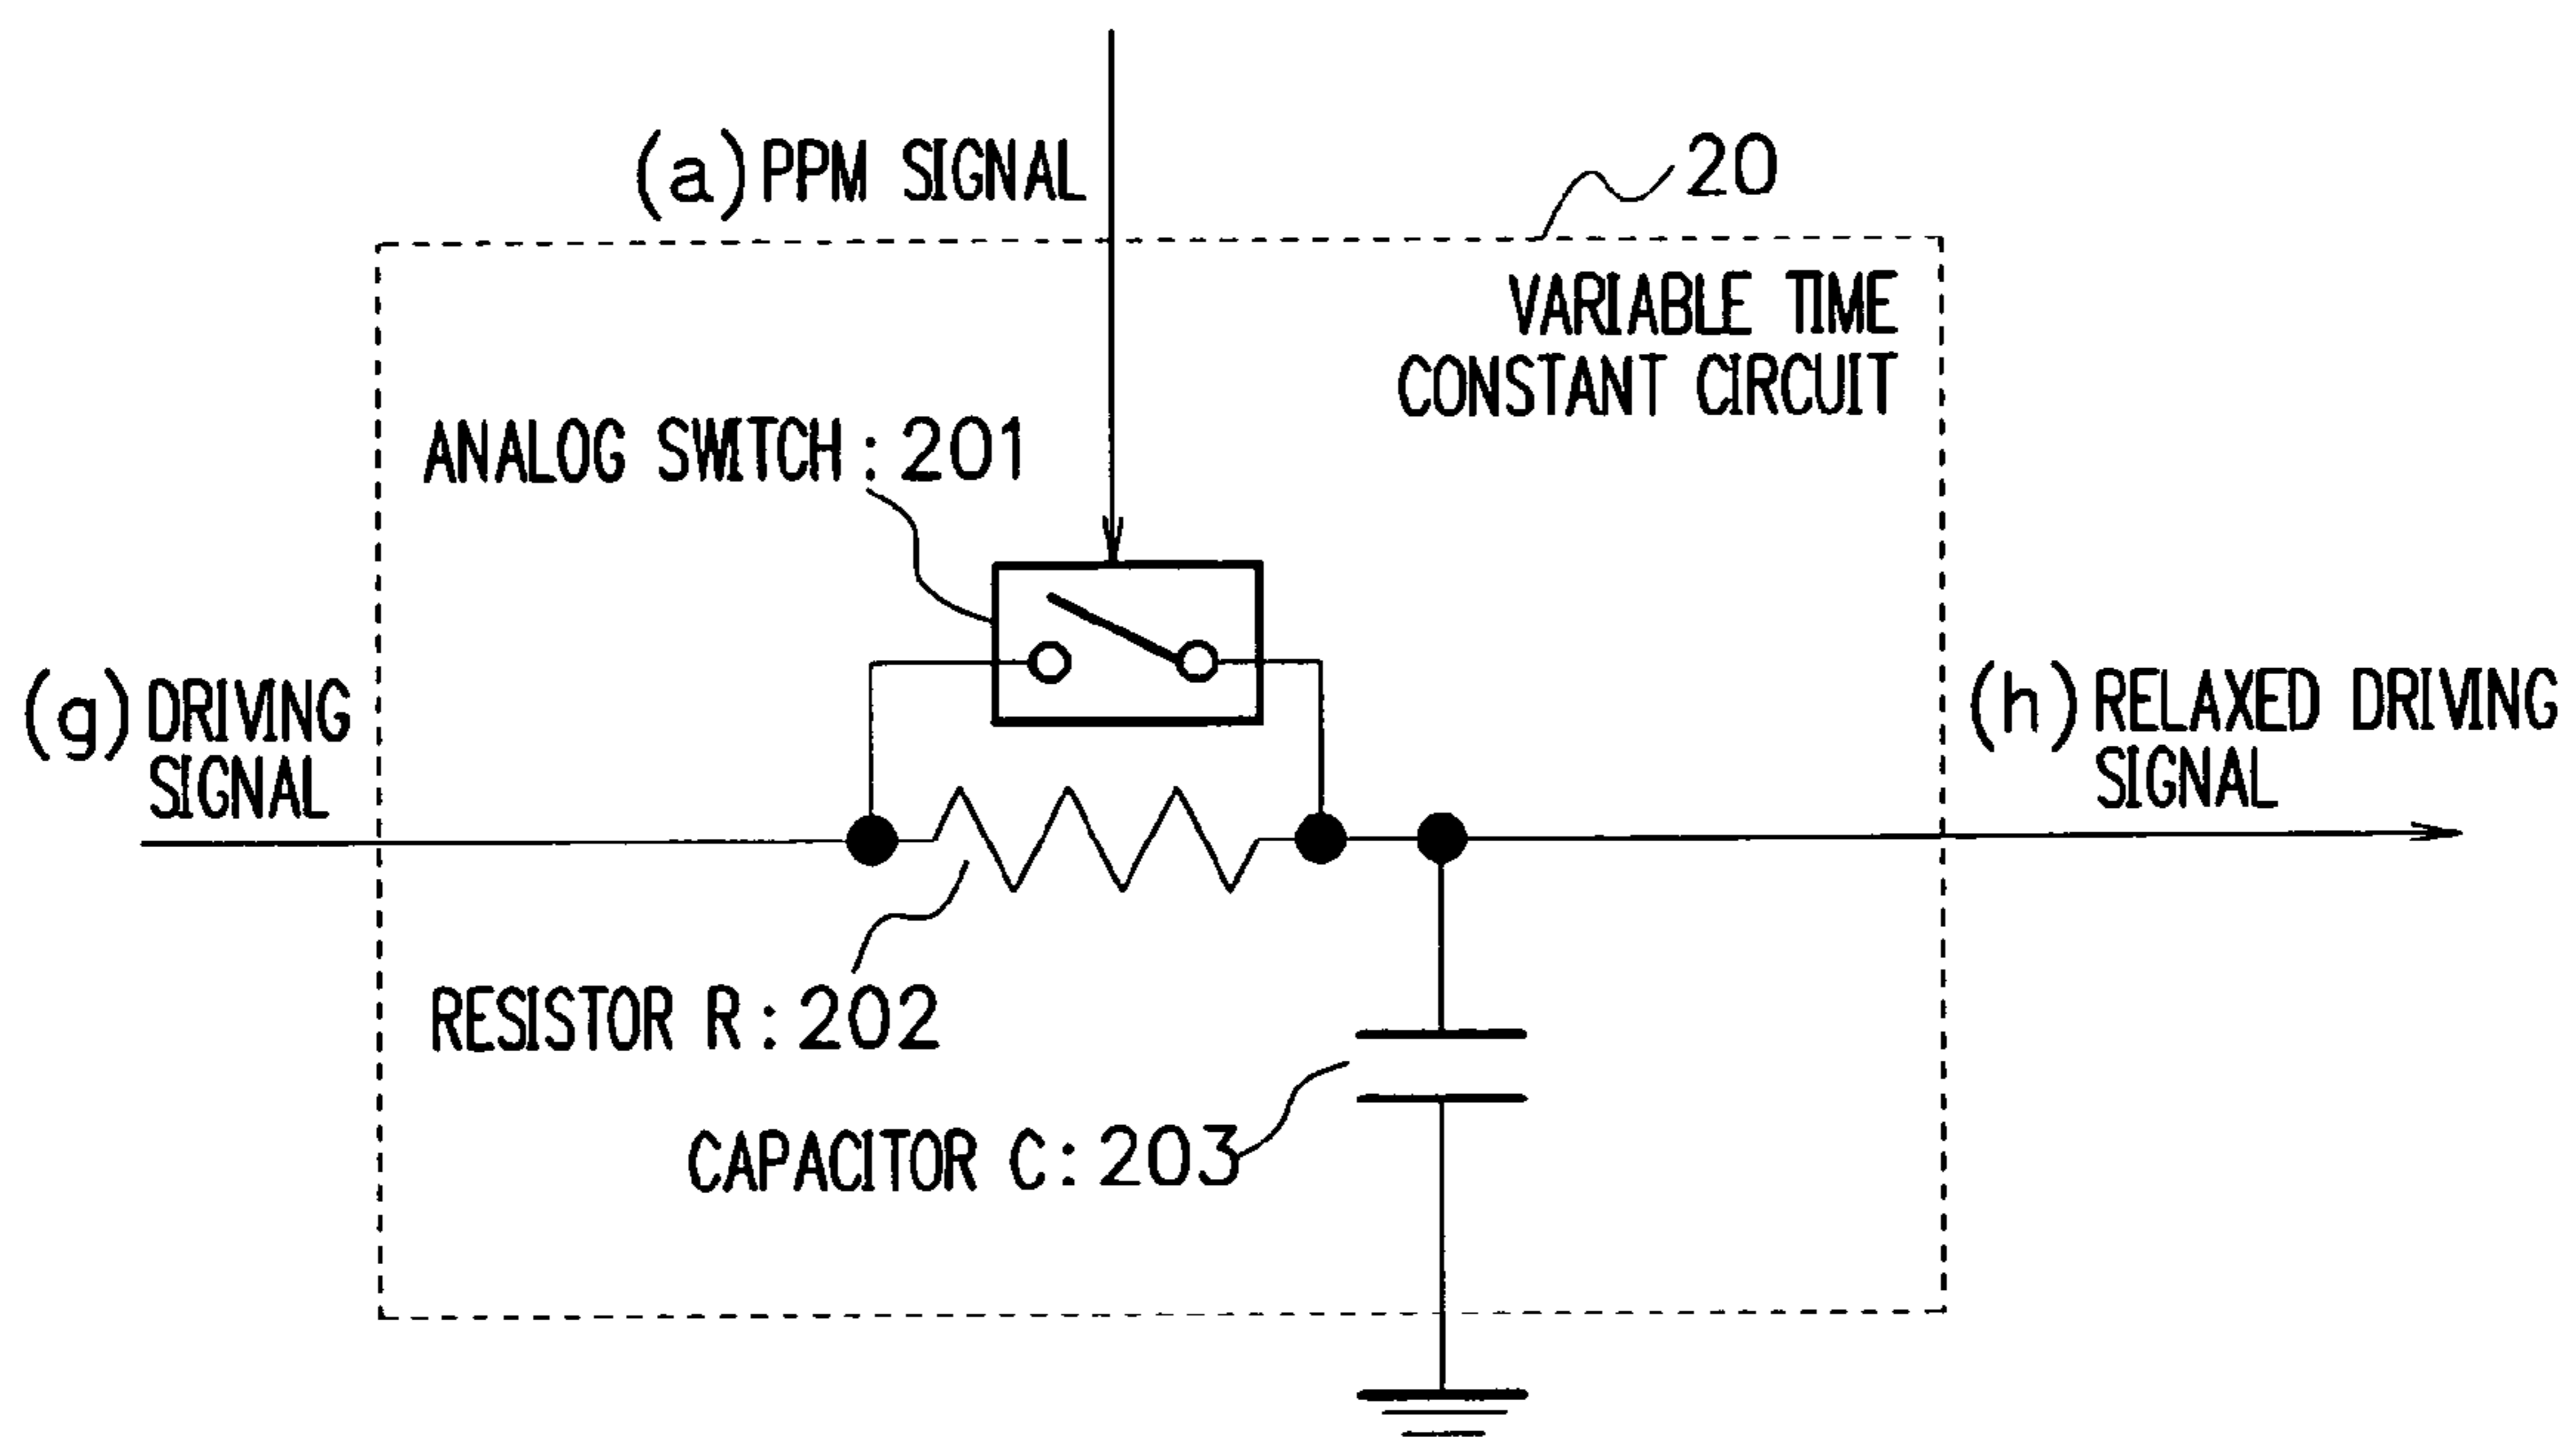 (a) PPM SIGNAL
20
VARIABLE TIME
CONSTANT CIRCUIT
ANALOG SWITCH : 201
(g) DRIVING
SIGNAL
(h) RELAXED DRIVING
SIGNAL
RESISTOR R : 202
CAPACITOR C : 203